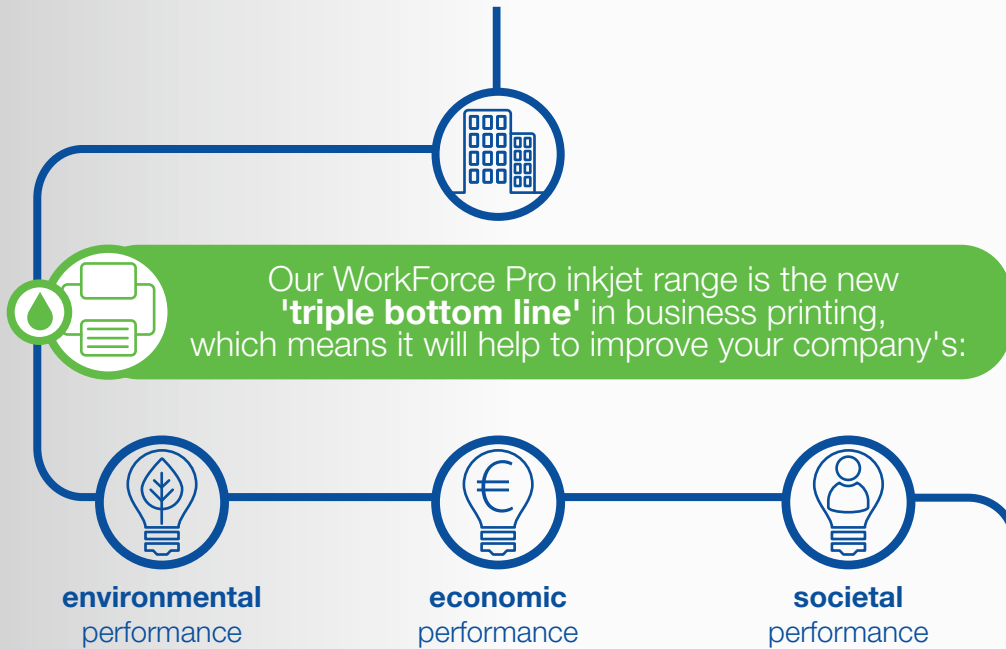 Our WorkForce Pro inkjet range is the new
'triple bottom line' in business printing,
which means it will help to improve your company's:
environmental
performance
economic
performance
societal
performance